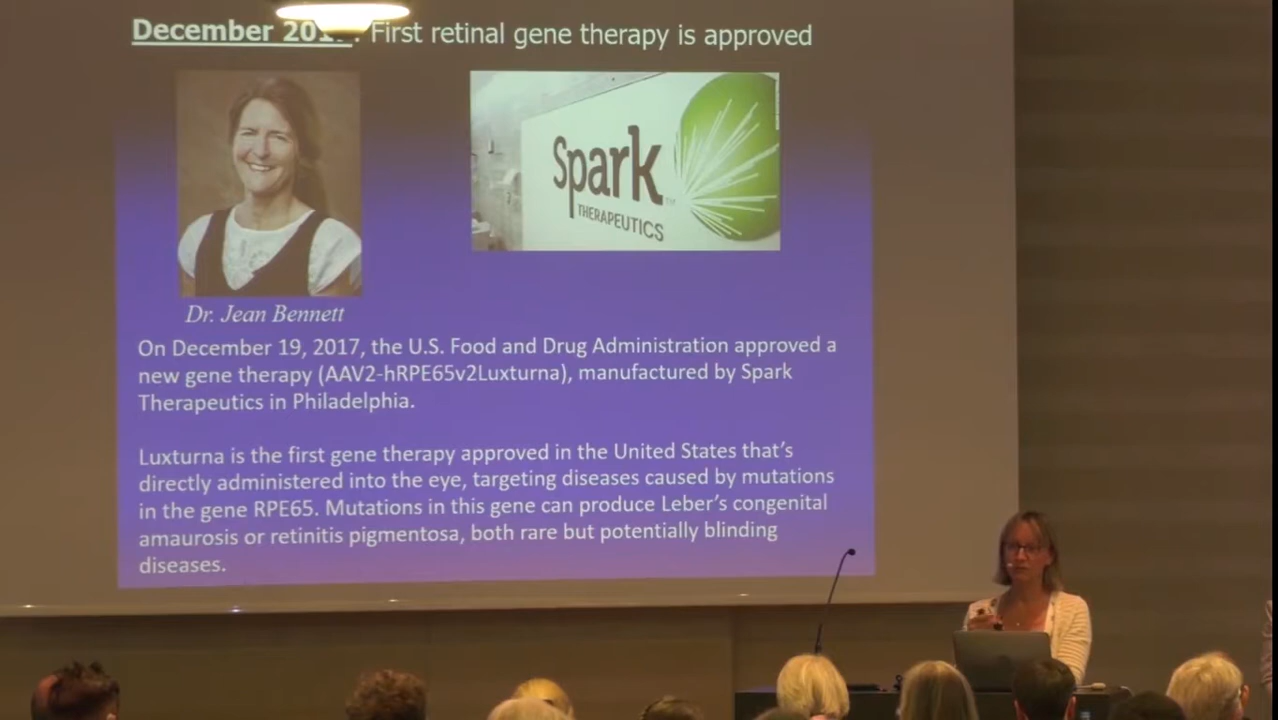 December 201 : First retinal gene therapy is approved
Spark
THERAPEUTICS
Dr. Jean Bennett
On December 19, 2017, the U.S. Food and Drug Administration approved a
new gene therapy (AAV2-hRPE65v2Luxturna), manufactured by Spark
Therapeutics in Philadelphia.
Luxturna is the first gene therapy approved in the United States that’s
directly administered into the eye, targeting diseases caused by mutations
in the gene RPE65. Mutations in this gene can produce Leber’s congenital
amaurosis or retinitis pigmentosa, both rare but potentially blinding
diseases.